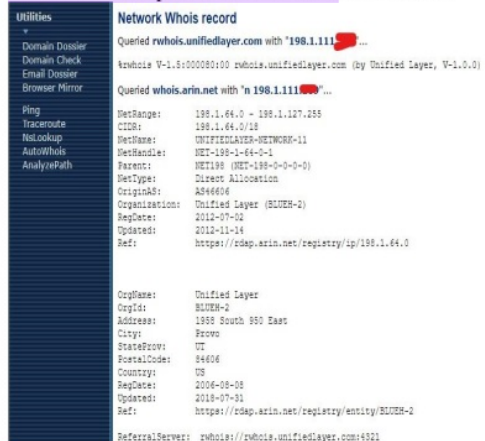 Utilities
Domain Dossier
Domain Check
Email Dossier
Browser Mirror
Ping
Traceroute
NsLookup
AutoWhois
AnalyzePath
Network Whois record
Queried rwhois.unifiedlayer.com with "198.1.111 "...
%rwhois V-1.5:000080:00 rwhois.unifiedlayer.com (by Unified Layer, V-1.0.0)
Queried whois.arin.net with "n 198.1.111 "...
NetRange: 198.1.64.0 - 198.1.127.255
CIDR: 198.1.64.0/18
NetName: UNIFIEDLAYER-NETWORK-11
NetHandle: NET-198-1-64-0-1
Parent: NET198 (NET-198-0-0-0-0)
NetType: Direct Allocation
OriginAS: AS46606
Organization: Unified Layer (BLUEH-2)
RegDate: 2012-07-02
Updated: 2012-11-14
Ref: https://rdap.arin.net/registry/ip/198.1.64.0
OrgName: Unified Layer
OrgId: BLUEH-2
Address: 1958 South 950 East
City: Provo
StateProv: UT
PostalCode: 84606
Country: US
RegDate: 2006-08-08
Updated: 2018-07-31
Ref: https://rdap.arin.net/registry/entity/BLUEH-2
ReferralServer: rwhois://rwhois.unifiedlayer.com:4321